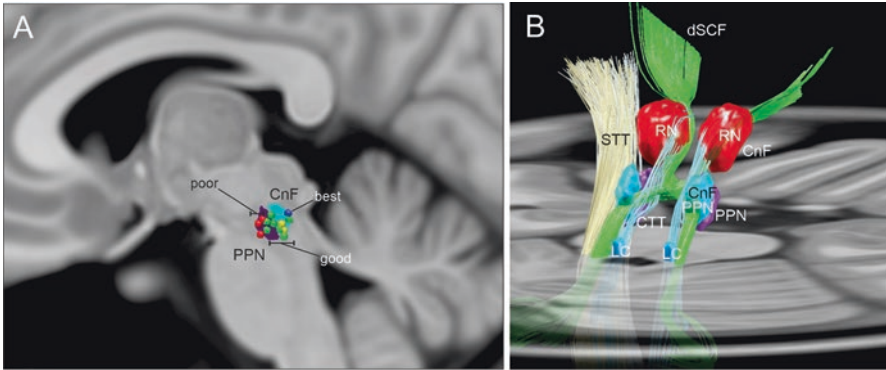 A
poor
CnF
best
PPN
good
B
dSCF
STT
RN
RN
CnF
CnF
PPN
PPN
CTT
LC
LC